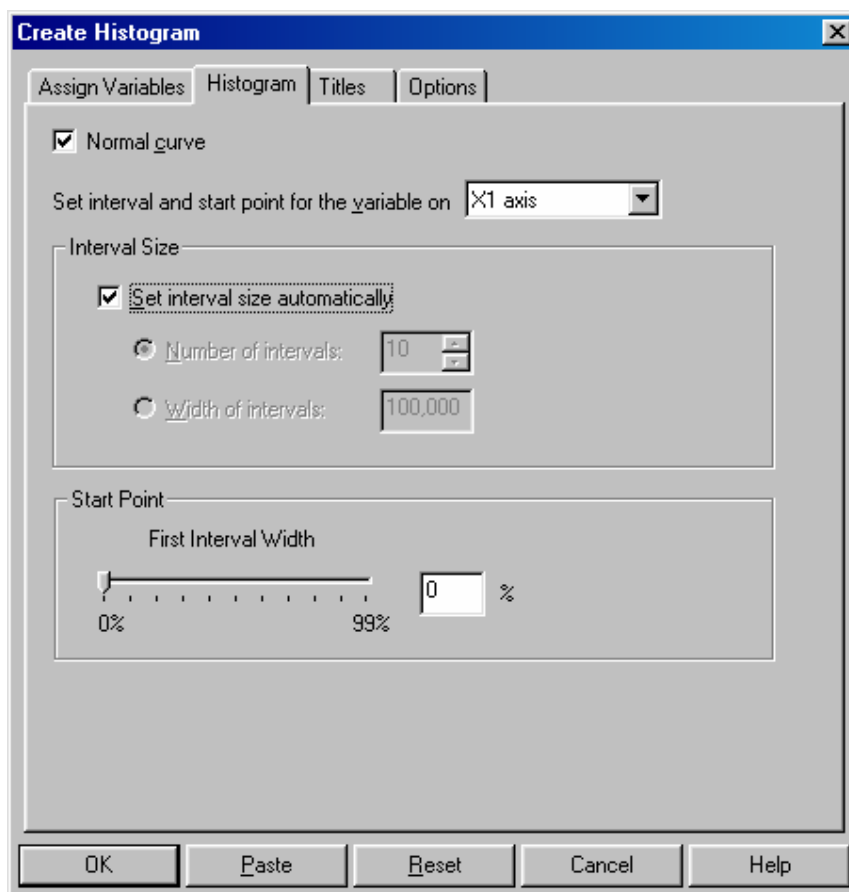 Create Histogram
Assign Variables Histogram Titles Options
Normal curve
Set interval and start point for the variable on X1 axis
Interval Size
Set interval size automatically
Number of intervals: 10
Width of intervals: 100,000
Start Point
First Interval Width
0 %
0% 99%
OK Paste Reset Cancel Help